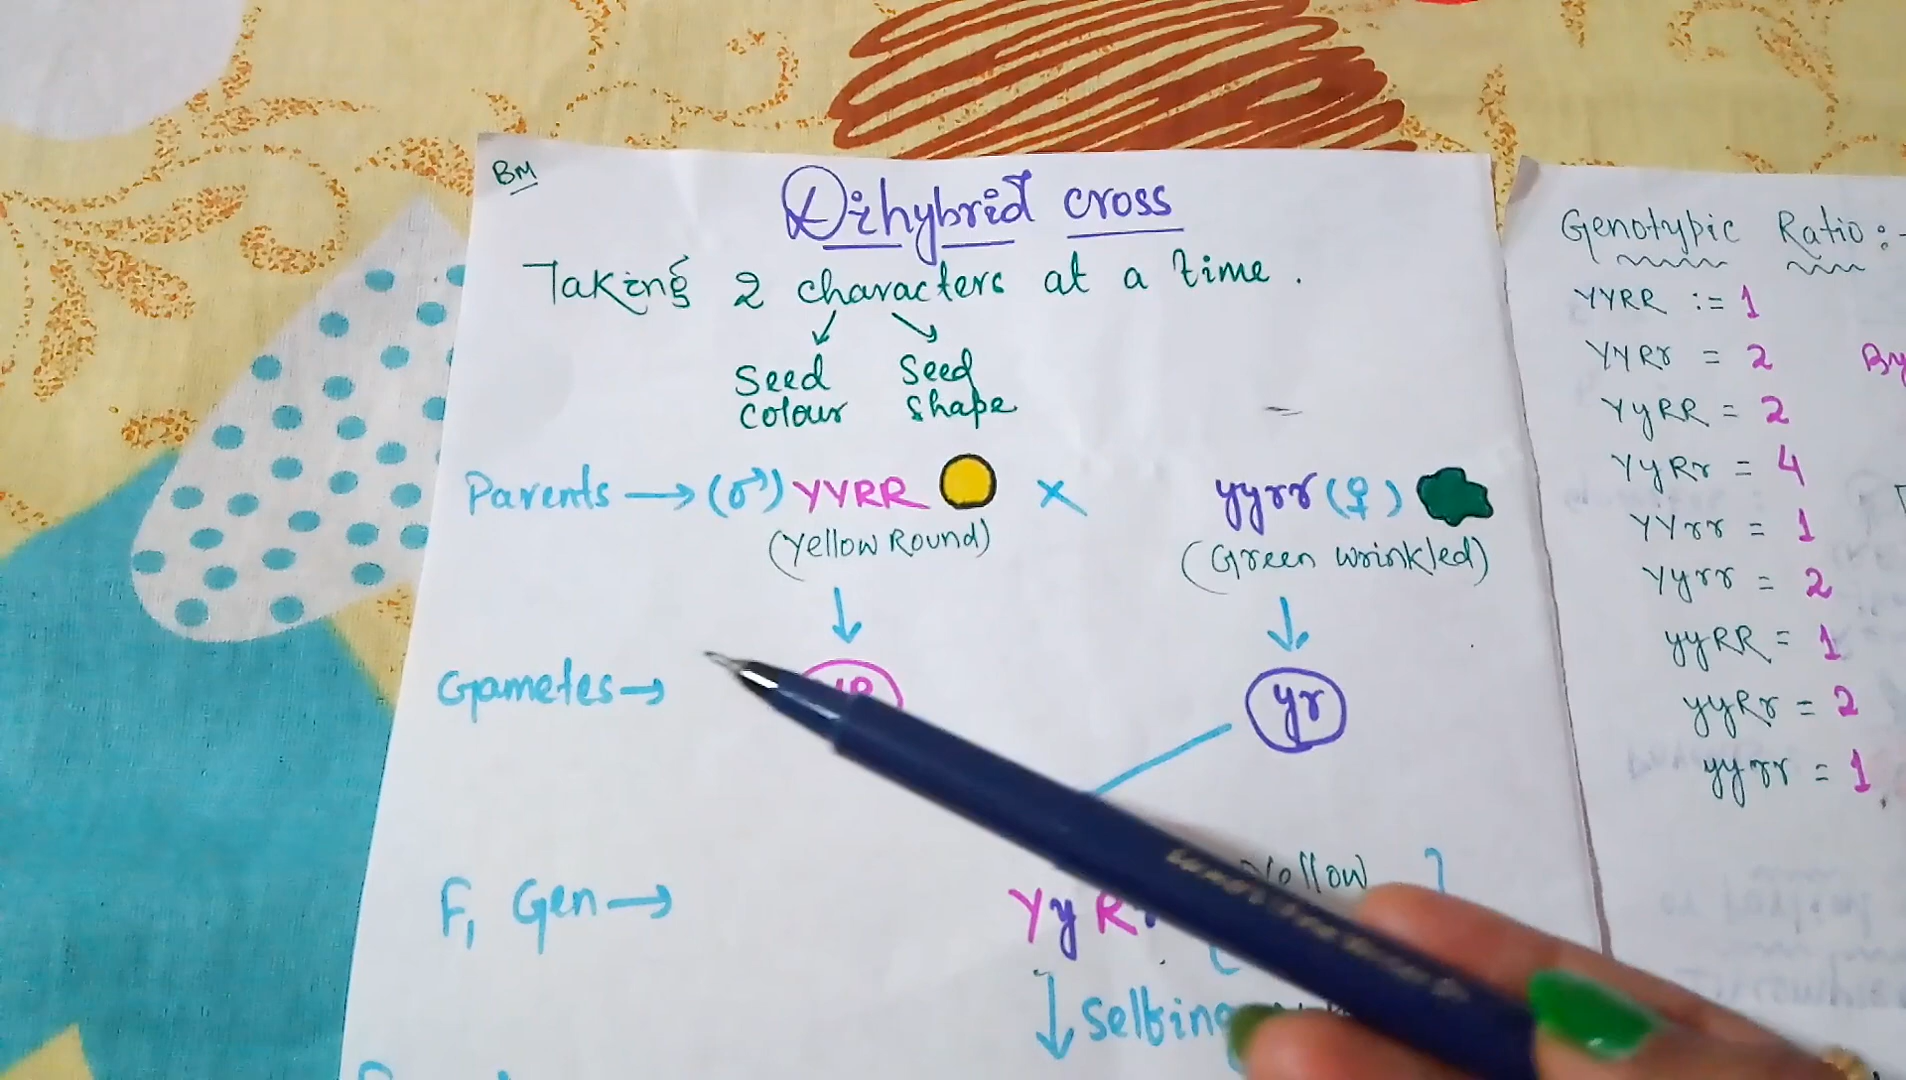 BM
Dihybrid cross
Taking 2 characters at a time.
Seed colour
Seed shape
Parents → (♂) YYRR × yyrr (♀)
(Yellow Round) (Green wrinkled)
Gametes → yr
F1 Gen → YyRr Yellow
Selfing
Genotypic Ratio:-
YYRR := 1
YYRr = 2
YyRR = 2
YyRr = 4
YYrr = 1
Yyrr = 2
yyRR = 1
yyRr = 2
yyrr = 1